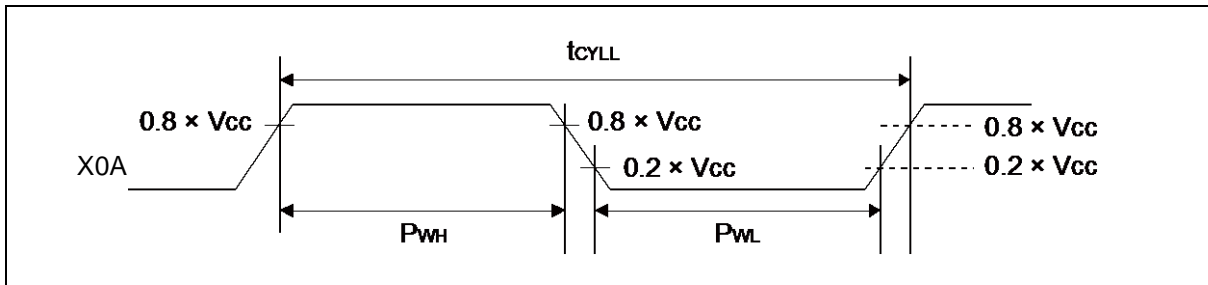 tCYLL
0.8 × Vcc
0.8 × Vcc
0.8 × Vcc
X0A
0.2 × Vcc
0.2 × Vcc
PWH
PWL